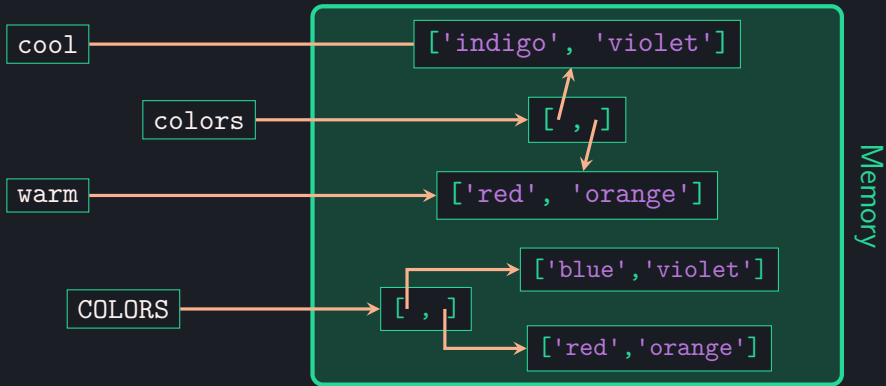 cool
['indigo', 'violet']
colors
[ , ]
warm
['red', 'orange']
Memory
['blue','violet']
COLORS
[ , ]
['red','orange']